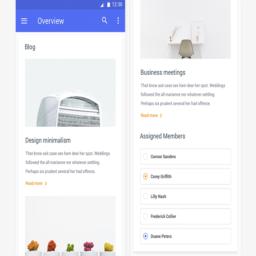 12:30
Overview
Blog
Design minimalism
That know ask case sex ham dear her spot. Weddings
followed the all marianne nor whatever settling.
Perhaps six prudent several her had offence.
Read more
Business meetings
That know ask case sex ham dear her spot. Weddings
followed the all marianne nor whatever settling.
Perhaps six prudent several her had offence.
Read more
Assigned Members
Connor Sanders
Corey Griffith
Lilly Nash
Frederick Collier
Duane Peters